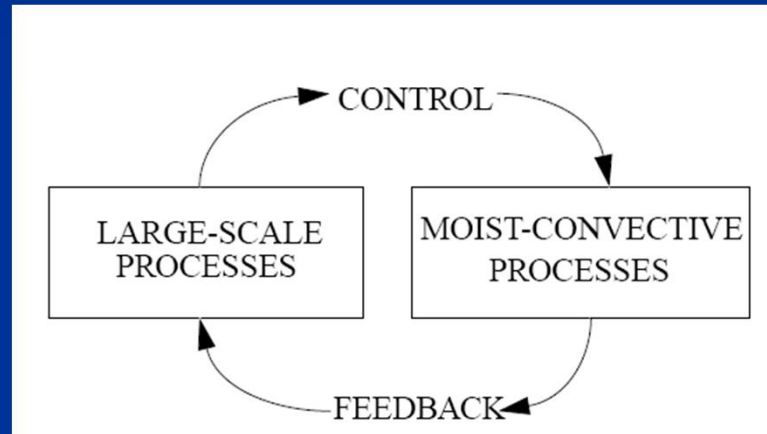 CONTROL
LARGE-SCALE
PROCESSES
MOIST-CONVECTIVE
PROCESSES
FEEDBACK